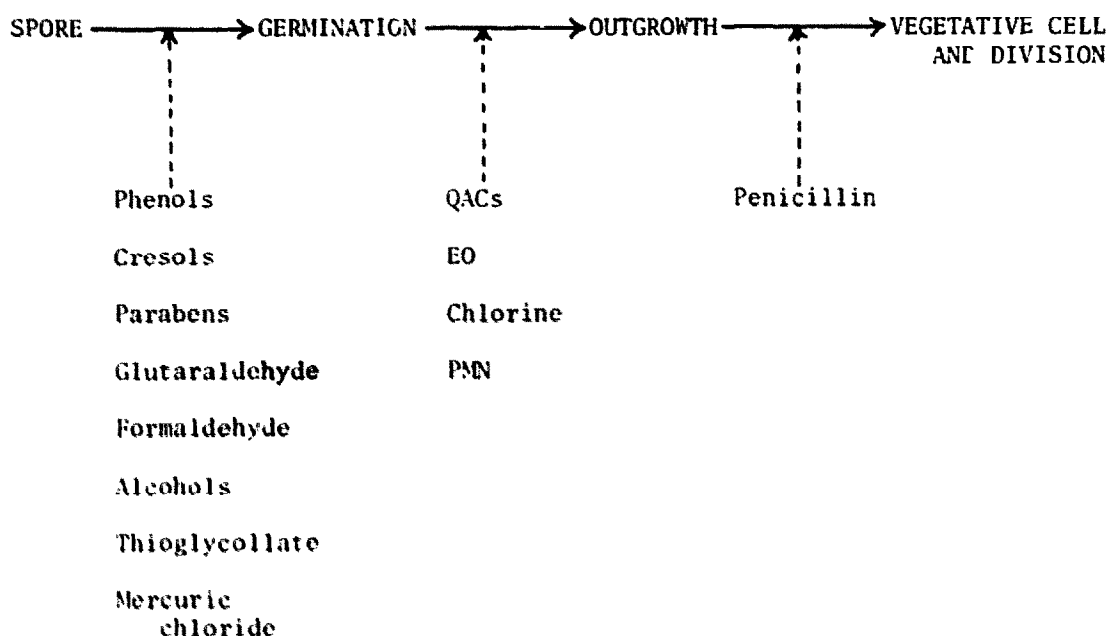 SPORE GERMINATION OUTGROWTH VEGETATIVE CELL
AND DIVISION
Phenols QACs Penicillin
Cresols EO
Parabens Chlorine
Glutaraldehyde PMN
Formaldehyde
Alcohols
Thioglycollate
Mercuric
chloride